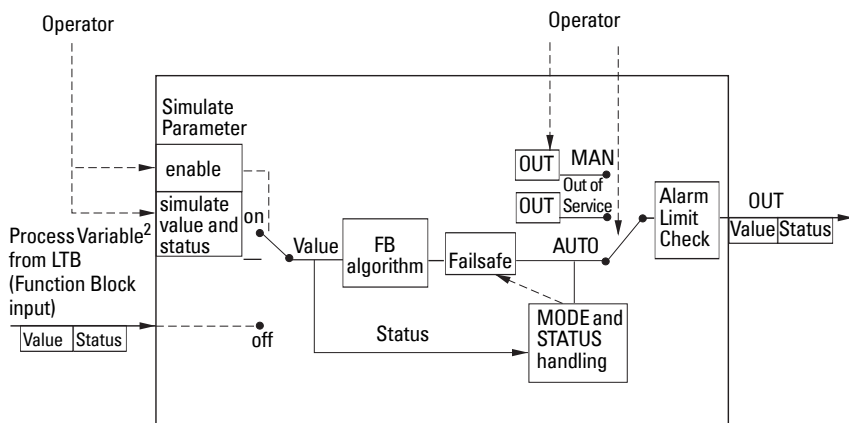 Operator
Operator
Simulate
Parameter
enable
simulate
value and
status
on
off
Process Variable²
from LTB
(Function Block
input)
Value Status
Value
FB
algorithm
Failsafe
Status
OUT MAN
Out of
Service
OUT
AUTO
MODE and
STATUS
handling
Alarm
Limit
Check
OUT
Value Status